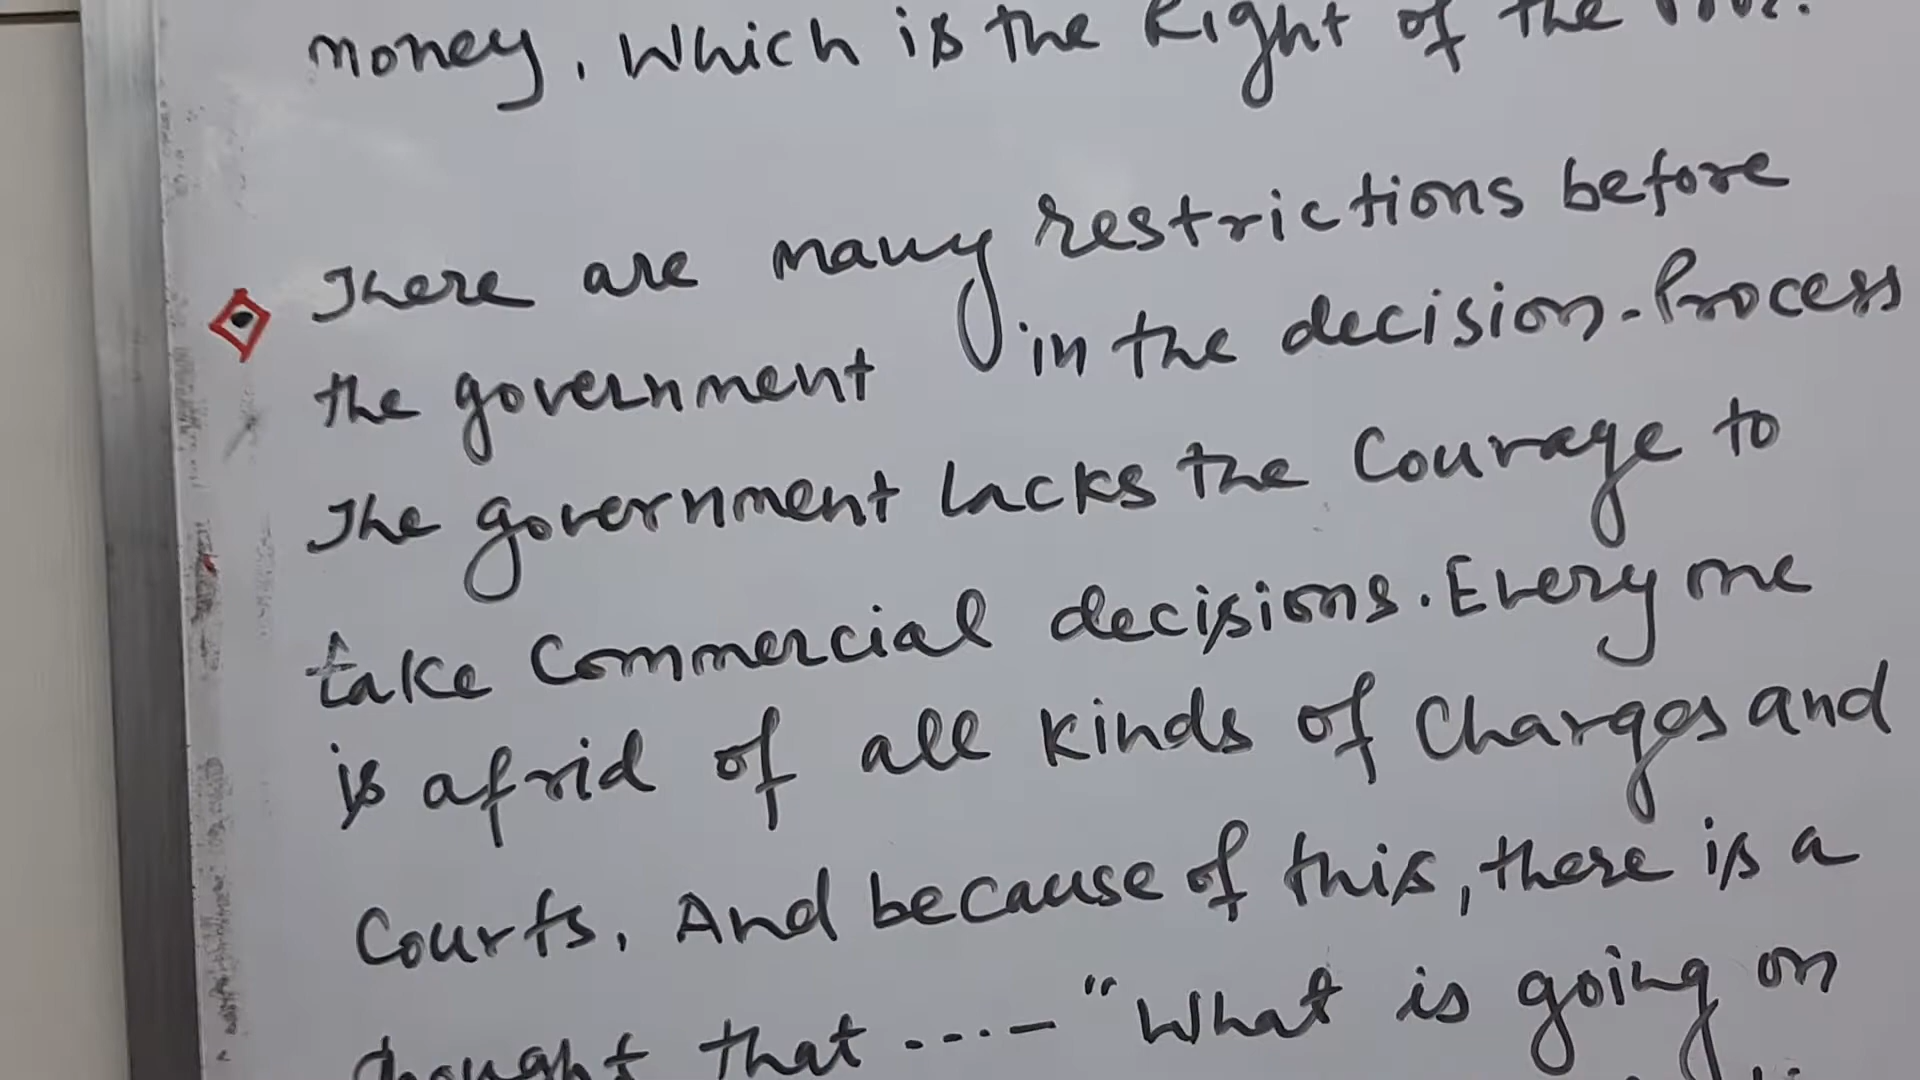 money. Which is the Right of the
There are many restrictions before
the government in the decision-Process
The government lacks the Courage to
take Commercial decisions. Every one
is afrid of all kinds of Charges and
Courts. And because of this, there is a
thought that ....— "What is going on